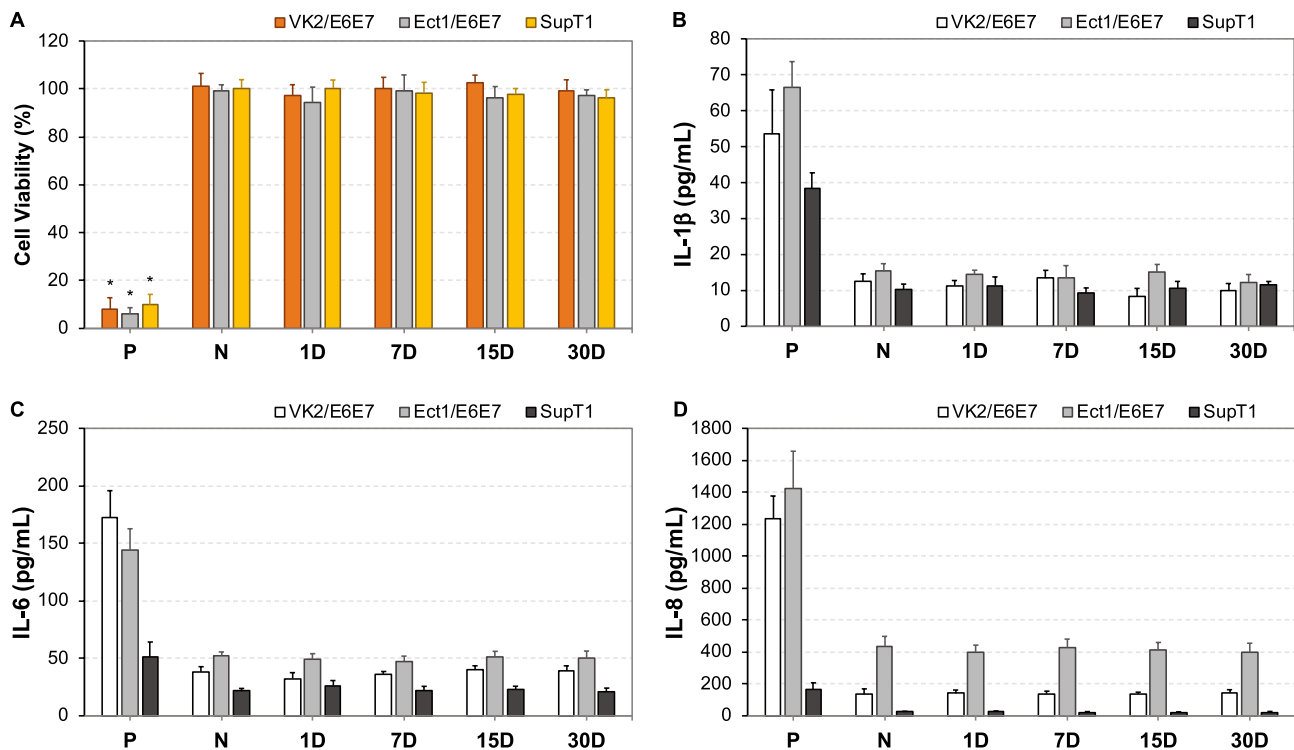 A
VK2/E6E7 Ect1/E6E7 SupT1
Cell Viability (%)
120
100
80
60
40
20
0
* * *
P N 1D 7D 15D 30D
B
VK2/E6E7 Ect1/E6E7 SupT1
IL-1β (pg/mL)
80
70
60
50
40
30
20
10
0
P N 1D 7D 15D 30D
C
VK2/E6E7 Ect1/E6E7 SupT1
IL-6 (pg/mL)
250
200
150
100
50
0
P N 1D 7D 15D 30D
D
VK2/E6E7 Ect1/E6E7 SupT1
IL-8 (pg/mL)
1800
1600
1400
1200
1000
800
600
400
200
0
P N 1D 7D 15D 30D